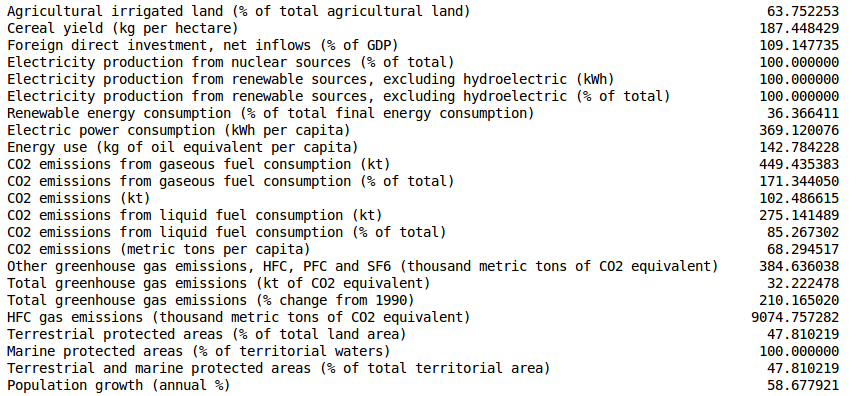 Agricultural irrigated land (% of total agricultural land) 63.752253
Cereal yield (kg per hectare) 187.448429
Foreign direct investment, net inflows (% of GDP) 109.147735
Electricity production from nuclear sources (% of total) 100.000000
Electricity production from renewable sources, excluding hydroelectric (kWh) 100.000000
Electricity production from renewable sources, excluding hydroelectric (% of total) 100.000000
Renewable energy consumption (% of total final energy consumption) 36.366411
Electric power consumption (kWh per capita) 369.120076
Energy use (kg of oil equivalent per capita) 142.784228
CO2 emissions from gaseous fuel consumption (kt) 449.435383
CO2 emissions from gaseous fuel consumption (% of total) 171.344050
CO2 emissions (kt) 102.486615
CO2 emissions from liquid fuel consumption (kt) 275.141489
CO2 emissions from liquid fuel consumption (% of total) 85.267302
CO2 emissions (metric tons per capita) 68.294517
Other greenhouse gas emissions, HFC, PFC and SF6 (thousand metric tons of CO2 equivalent) 384.636038
Total greenhouse gas emissions (kt of CO2 equivalent) 32.222478
Total greenhouse gas emissions (% change from 1990) 210.165020
HFC gas emissions (thousand metric tons of CO2 equivalent) 9074.757282
Terrestrial protected areas (% of total land area) 47.810219
Marine protected areas (% of territorial waters) 100.000000
Terrestrial and marine protected areas (% of total territorial area) 47.810219
Population growth (annual %) 58.677921